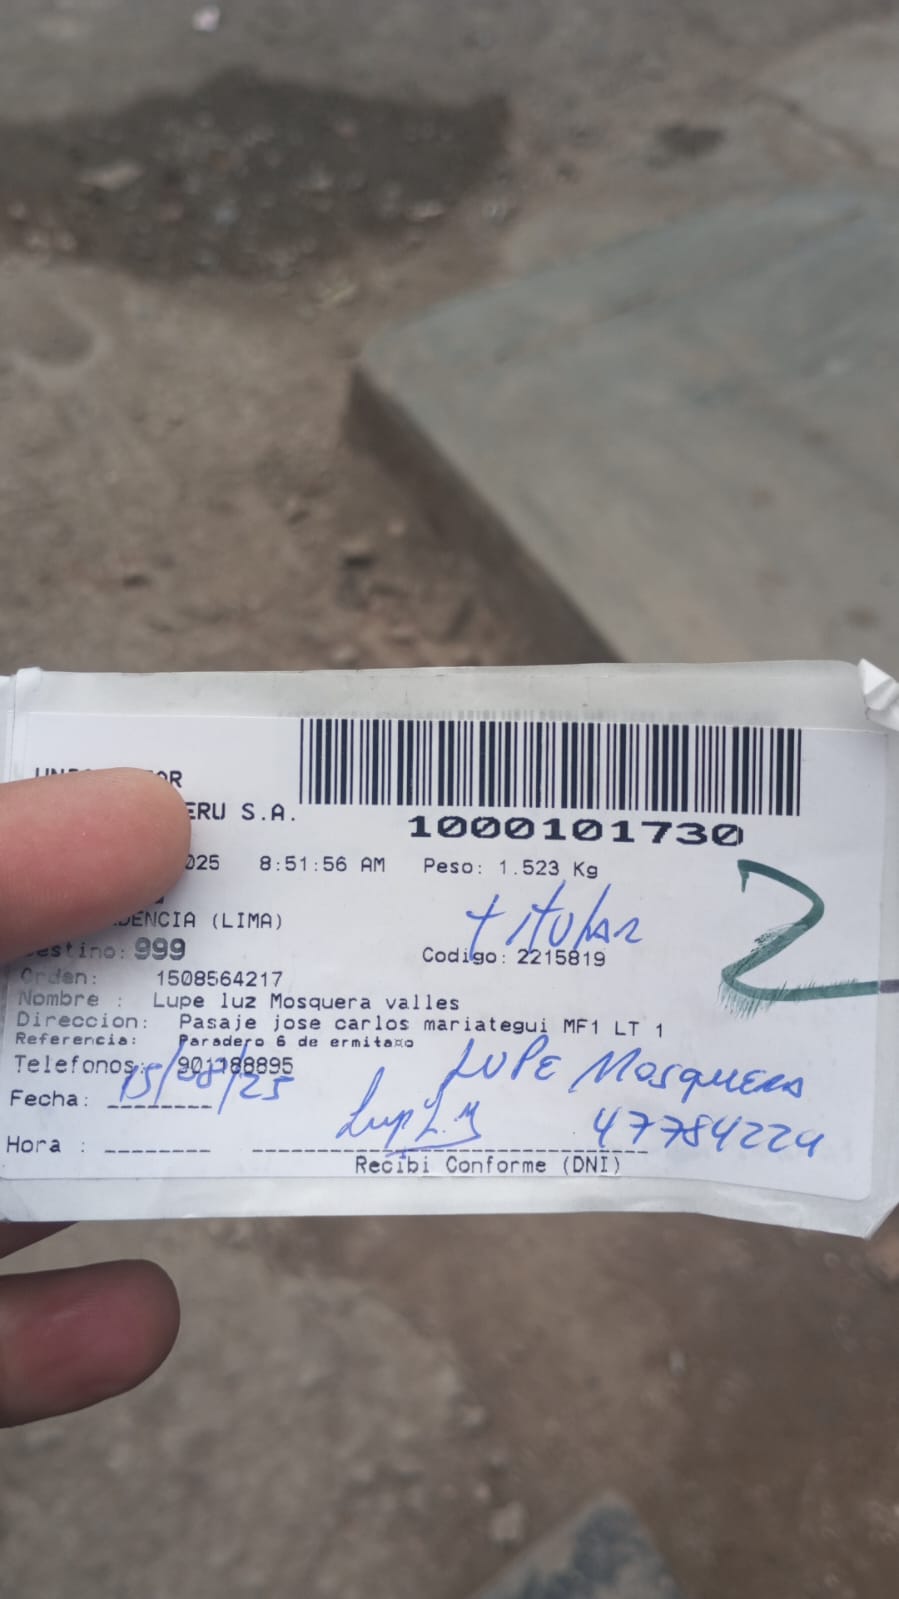 ERU S.A.
1000101730
025 8:51:56 AM Peso: 1.523 Kg
DENCIA (LIMA)
titular
estino: 999
Codigo: 2215819
2
Orden: 1508564217
Nombre : Lupe luz Mosquera valles
Direccion: Pasaje jose carlos mariategui MF1 LT 1
Referencia: Paradero 6 de ermita¤o
Telefonos: 901188895
LUPE Mosquera
Fecha: 15/08/25
47784224
Hora :
Recibi Conforme (DNI)